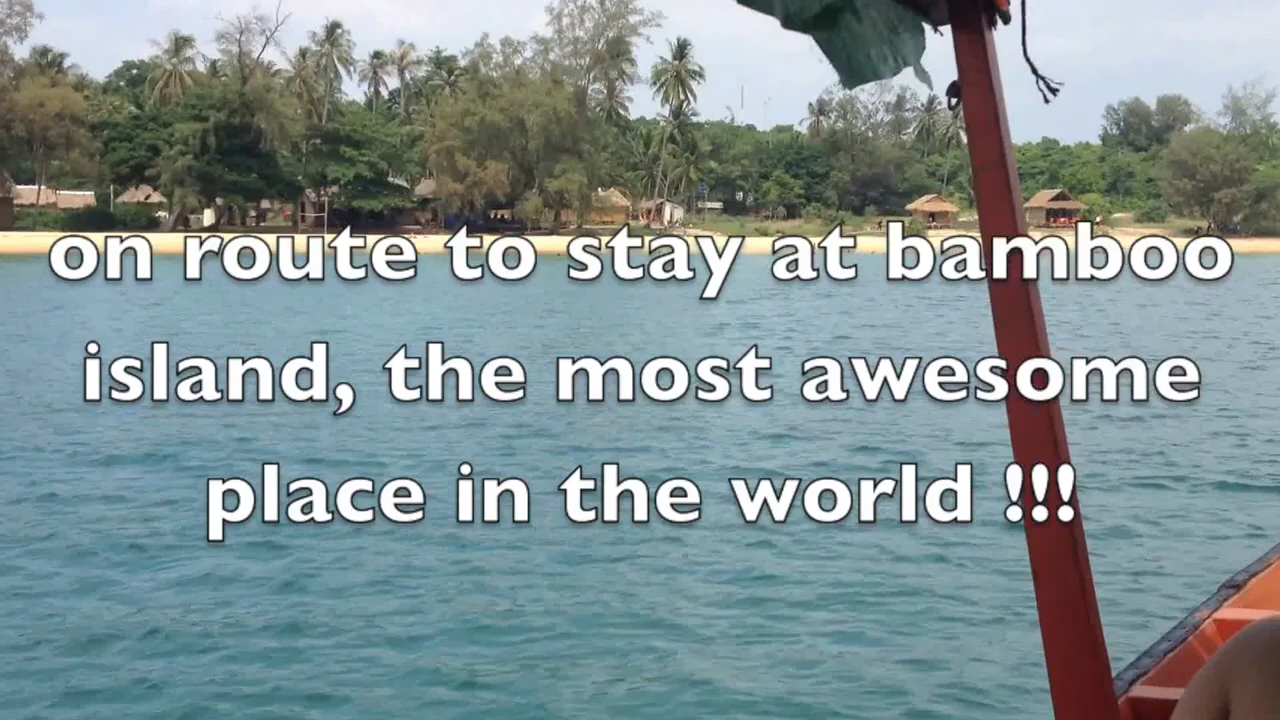 on route to stay at bamboo
island, the most awesome
place in the world !!!